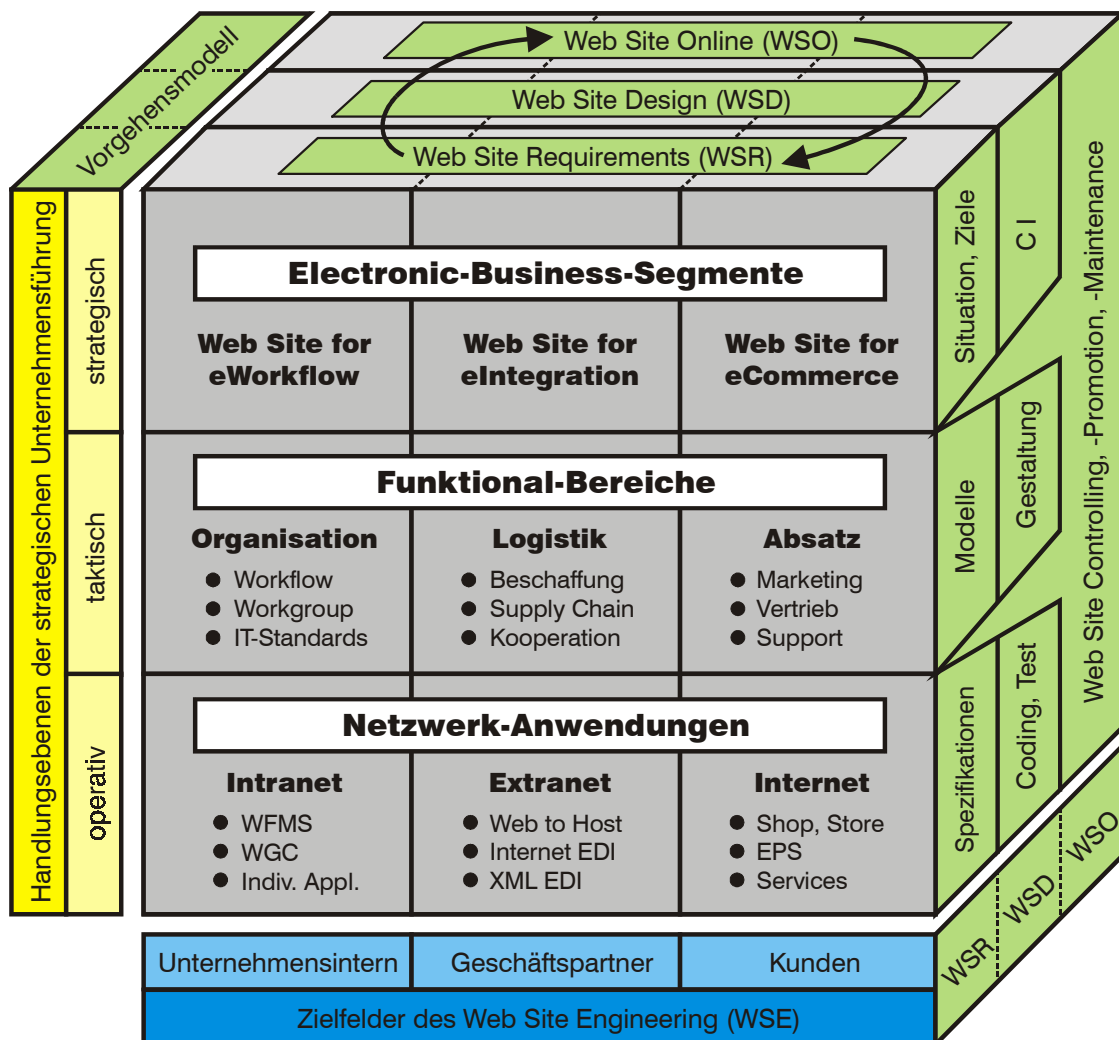 Vorgehensmodell
Web Site Online (WSO)
Web Site Design (WSD)
Web Site Requirements (WSR)
Handlungsebenen der strategischen Unternehmensführung
strategisch
taktisch
operativ
Electronic-Business-Segmente
Web Site for
eWorkflow
Web Site for
eIntegration
Web Site for
eCommerce
Funktional-Bereiche
Organisation
● Workflow
● Workgroup
● IT-Standards
Logistik
● Beschaffung
● Supply Chain
● Kooperation
Absatz
● Marketing
● Vertrieb
● Support
Netzwerk-Anwendungen
Intranet
● WFMS
● WGC
● Indiv. Appl.
Extranet
● Web to Host
● Internet EDI
● XML EDI
Internet
● Shop, Store
● EPS
● Services
Situation, Ziele
C I
Modelle
Gestaltung
Spezifikationen
Coding, Test
Web Site Controlling, -Promotion, -Maintenance
WSR
WSD
WSO
Unternehmensintern
Geschäftspartner
Kunden
Zielfelder des Web Site Engineering (WSE)